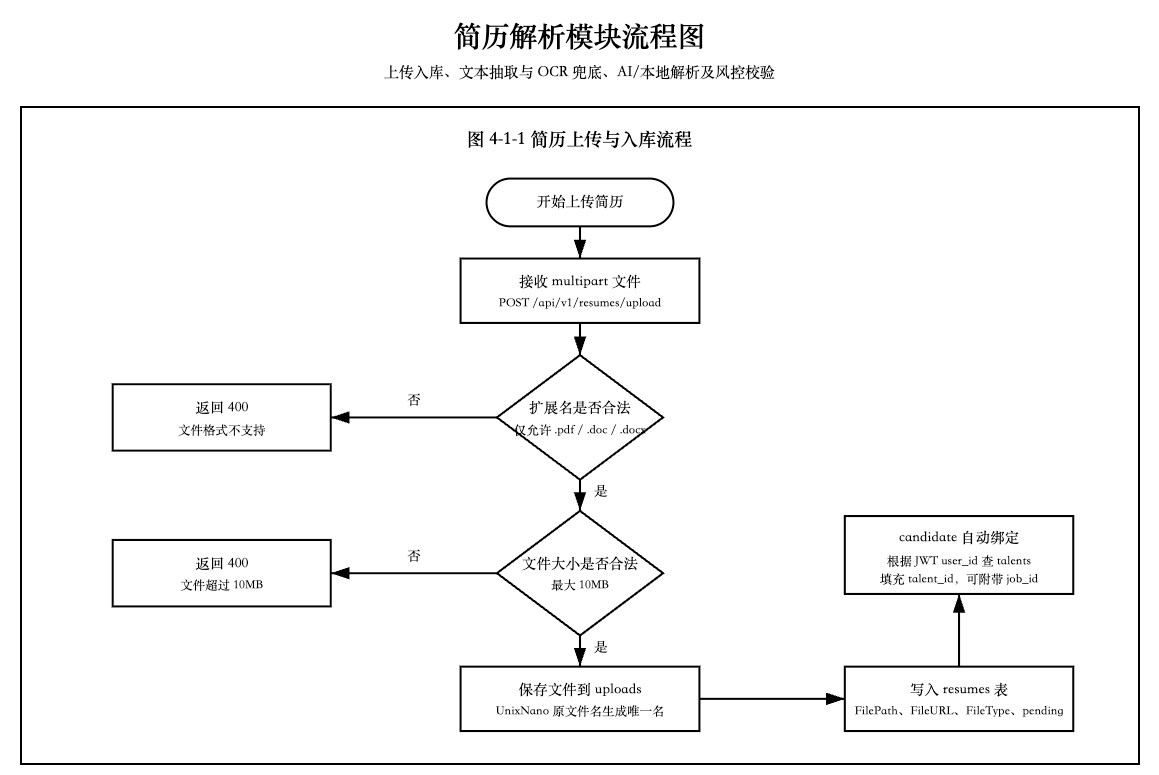 简历解析模块流程图
上传入库、文本抽取与 OCR 兜底、AI/本地解析及风控校验
图 4-1-1 简历上传与入库流程
开始上传简历
接收 multipart 文件
POST /api/v1/resumes/upload
扩展名是否合法
仅允许 .pdf / .doc / .docx
否
返回 400
文件格式不支持
是
文件大小是否合法
最大 10MB
否
返回 400
文件超过 10MB
是
保存文件到 uploads
UnixNano 原文件名生成唯一名
写入 resumes 表
FilePath、FileURL、FileType、pending
candidate 自动绑定
根据 JWT user_id 查 talents
填充 talent_id，可附带 job_id